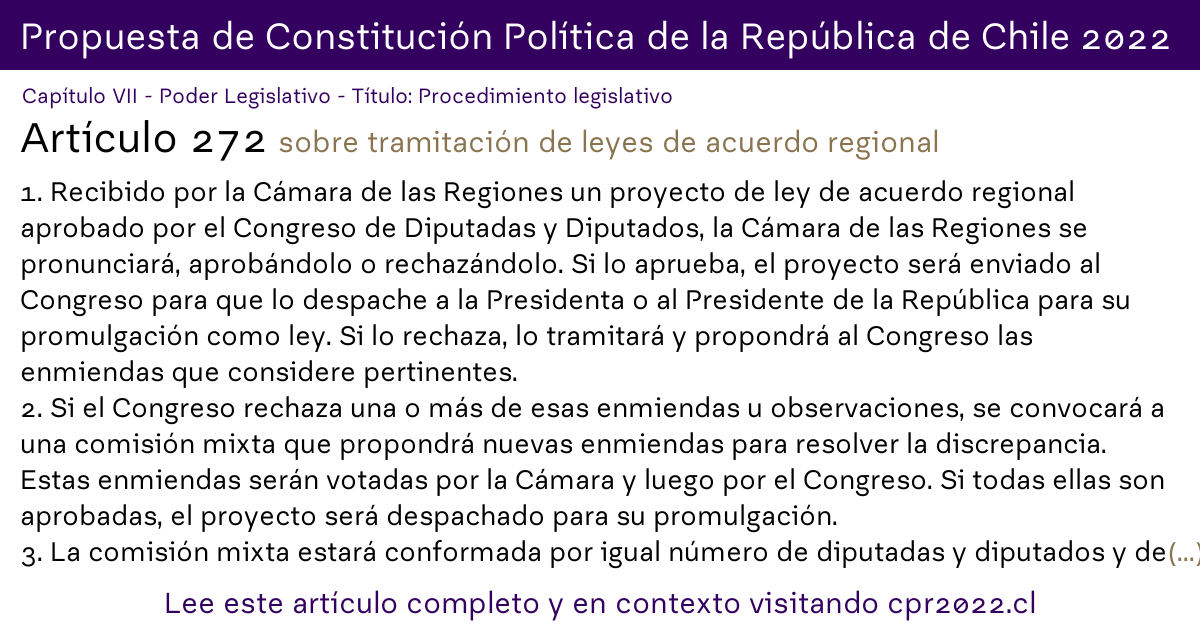 Propuesta de Constitución Política de la República de Chile 2022
Capítulo VII - Poder Legislativo - Título: Procedimiento legislativo
Artículo 272 sobre tramitación de leyes de acuerdo regional
1. Recibido por la Cámara de las Regiones un proyecto de ley de acuerdo regional
aprobado por el Congreso de Diputadas y Diputados, la Cámara de las Regiones se
pronunciará, aprobándolo o rechazándolo. Si lo aprueba, el proyecto será enviado al
Congreso para que lo despache a la Presidenta o al Presidente de la República para su
promulgación como ley. Si lo rechaza, lo tramitará y propondrá al Congreso las
enmiendas que considere pertinentes.
2. Si el Congreso rechaza una o más de esas enmiendas u observaciones, se convocará a
una comisión mixta que propondrá nuevas enmiendas para resolver la discrepancia.
Estas enmiendas serán votadas por la Cámara y luego por el Congreso. Si todas ellas son
aprobadas, el proyecto será despachado para su promulgación.
3. La comisión mixta estará conformada por igual número de diputadas y diputados y de(...)
Lee este artículo completo y en contexto visitando cpr2022.cl